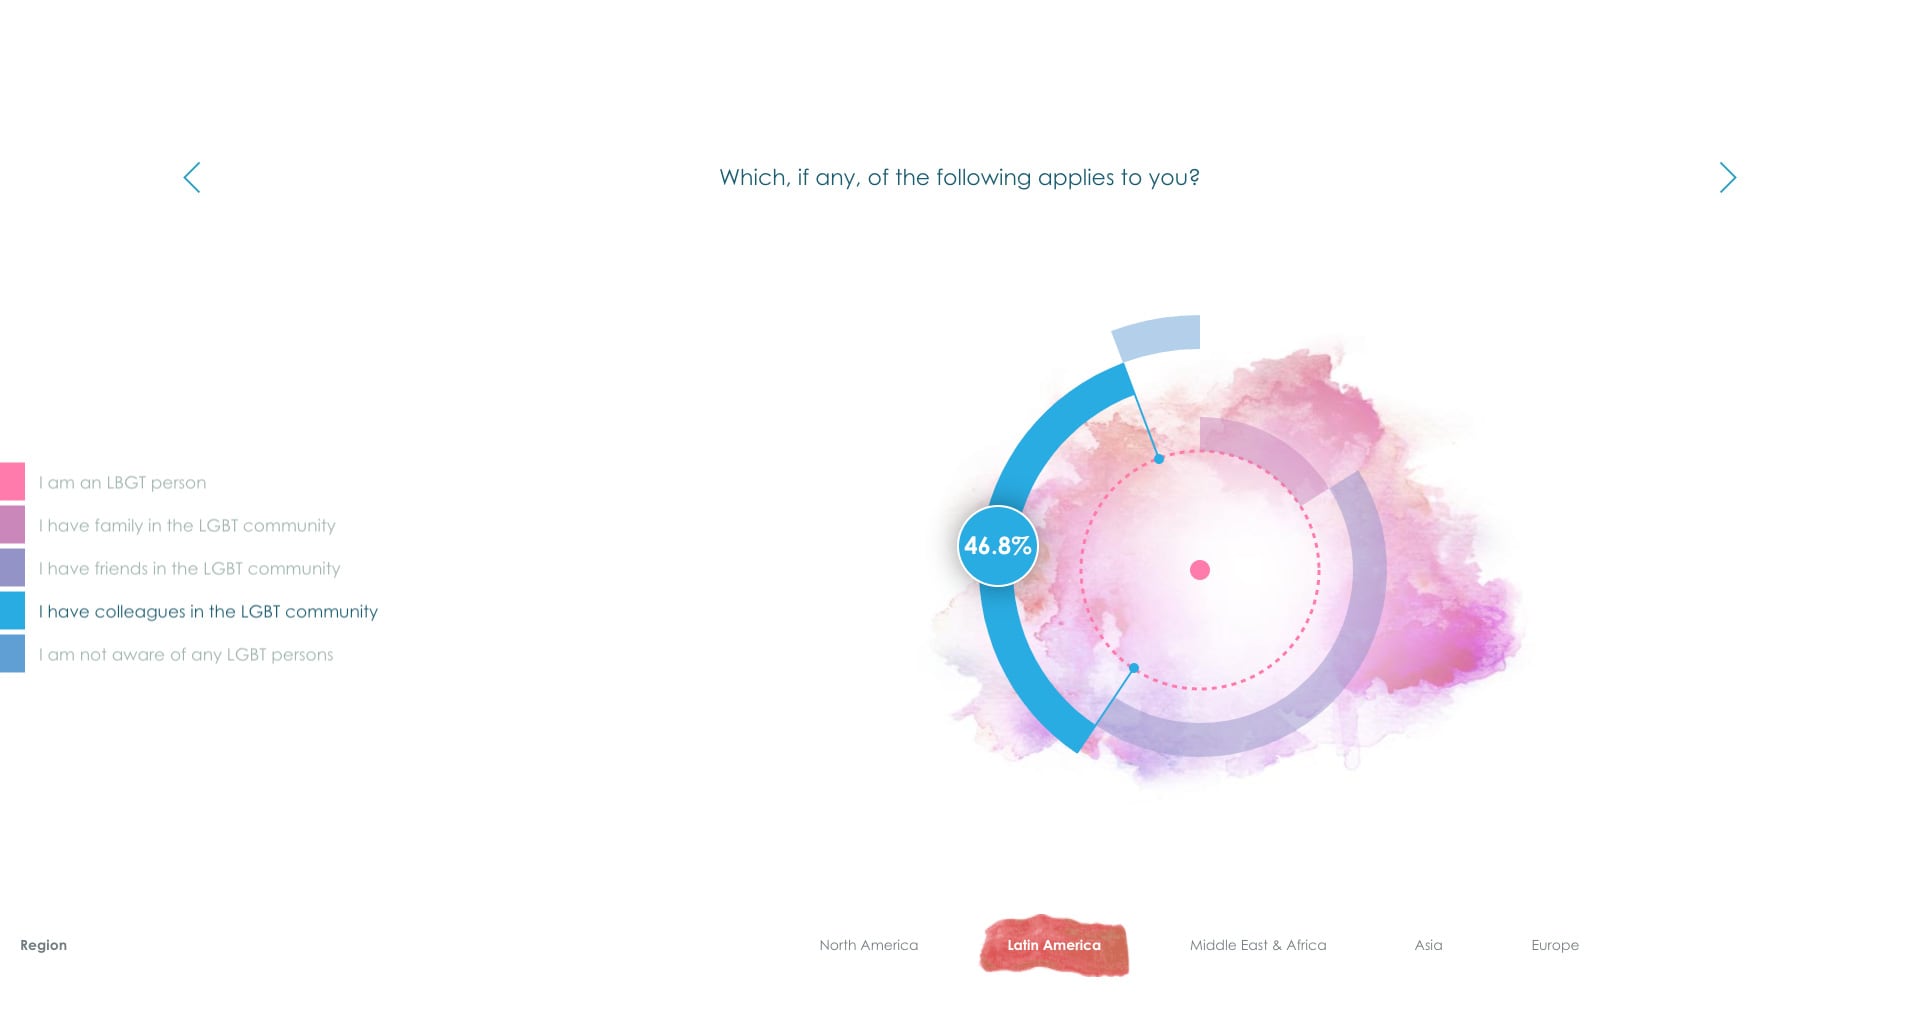 Which, if any, of the following applies to you?
46.8%
I am an LBGT person
I have family in the LGBT community
I have friends in the LGBT community
I have colleagues in the LGBT community
I am not aware of any LGBT persons
Region
North America
Latin America
Middle East & Africa
Asia
Europe